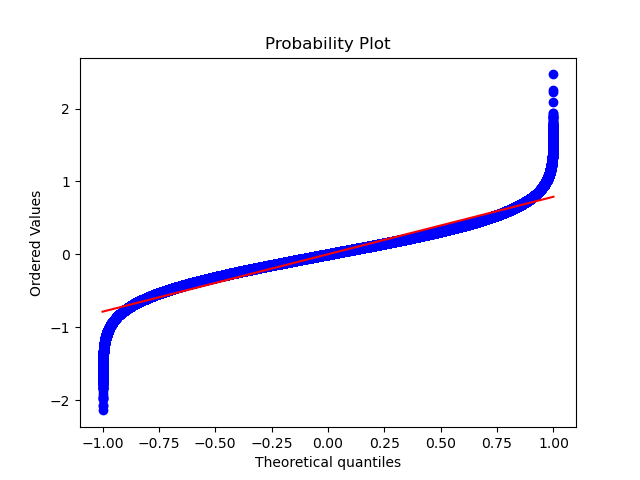 Probability Plot
Ordered Values
2
1
0
−1
−2
−1.00 −0.75 −0.50 −0.25 0.00 0.25 0.50 0.75 1.00
Theoretical quantiles